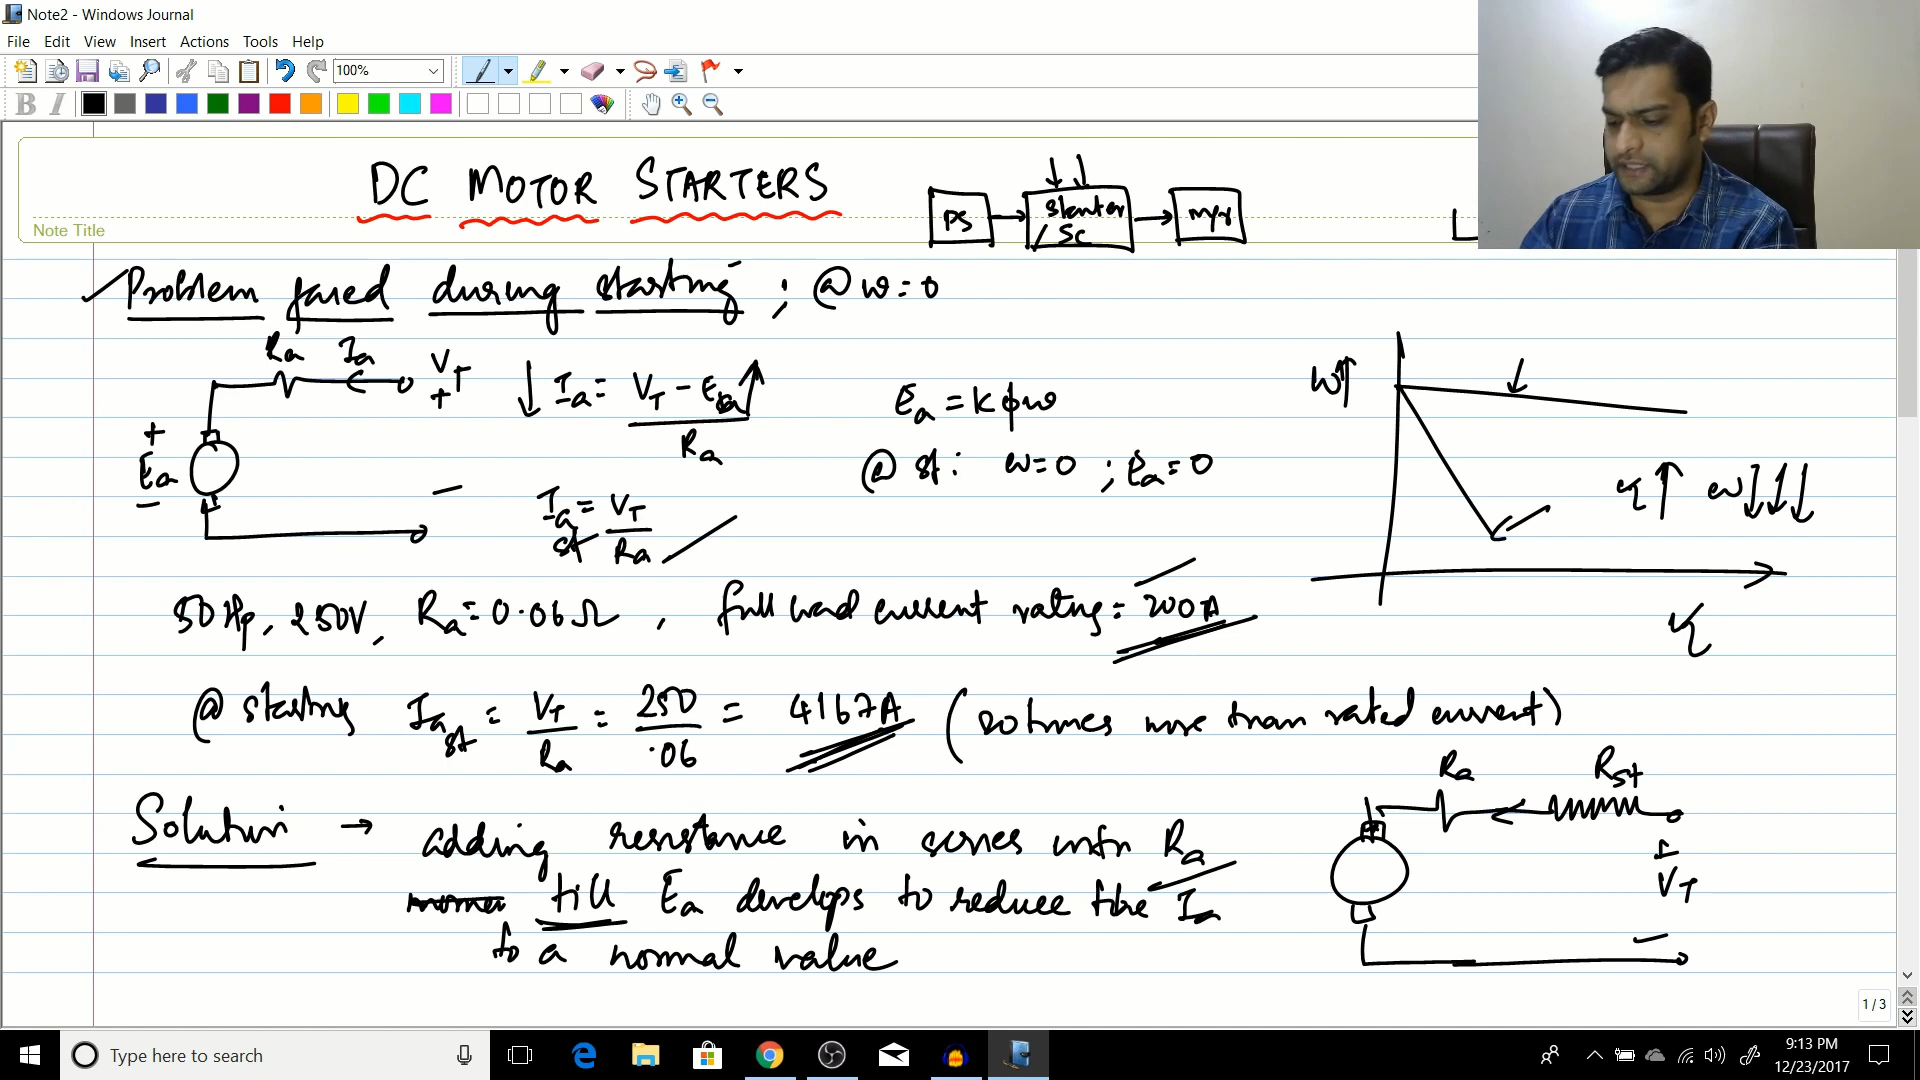 Note2 - Windows Journal
File Edit View Insert Actions Tools Help
100%
B I
DC MOTOR STARTERS
PS
starter / SC
Note Title
Problem faced during starting ; @ w=0
Ra Ia VT +
+ Ea −
Ia = VT − Ea / Ra
Ea = Kφw
@ st: w=0 ; Ea=0
Ia st = VT / Ra
w↑
τ↑ w↓↓↓
τ
50 Hp, 250V, Ra=0.06Ω, full load current rating = 200A
@ starting Ia st = VT / Ra = 250 / .06 = 4167A (20 times more than rated current)
Solution → adding resistance in series with Ra
till Ea develops to reduce the Ia
to a normal value
Ra Rst
+
VT
−
1 / 3
Type here to search
9:13 PM
12/23/2017